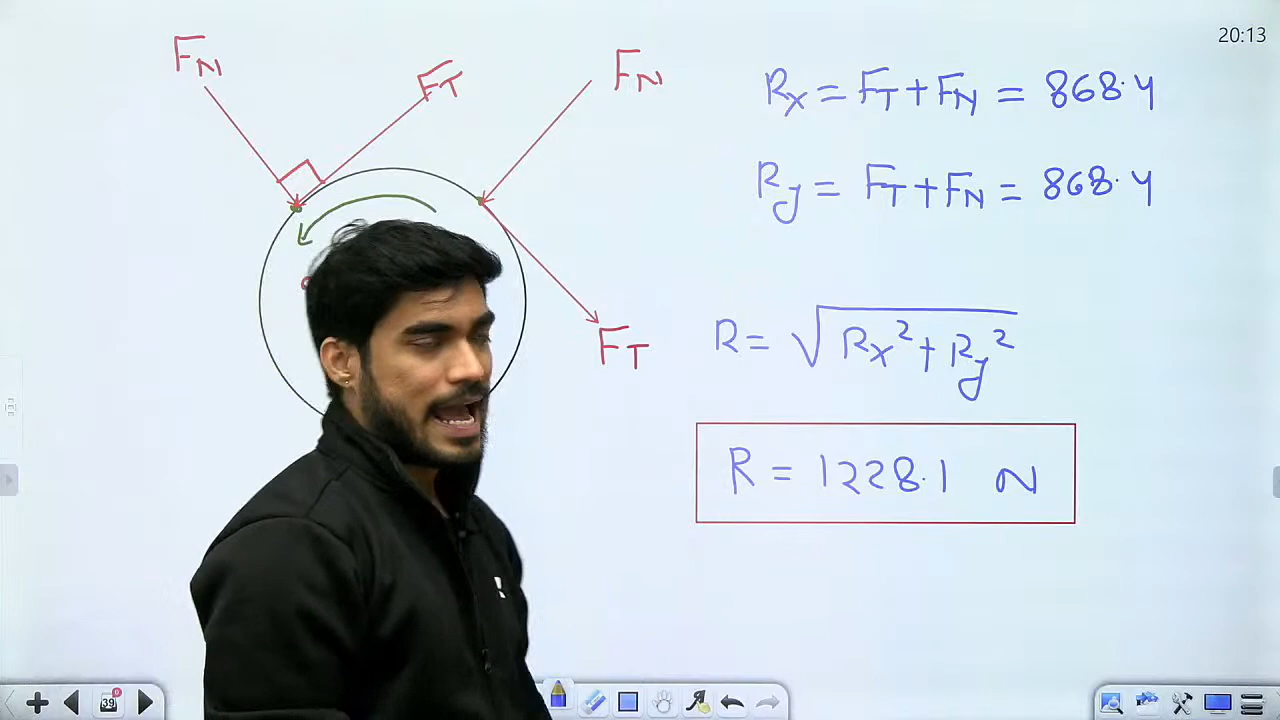 20:13
FN
FT
FN
FT
Rx = FT + FN = 868.4
Ry = FT + FN = 868.4
R = √Rx² + Ry²
R = 1228.1 N
39